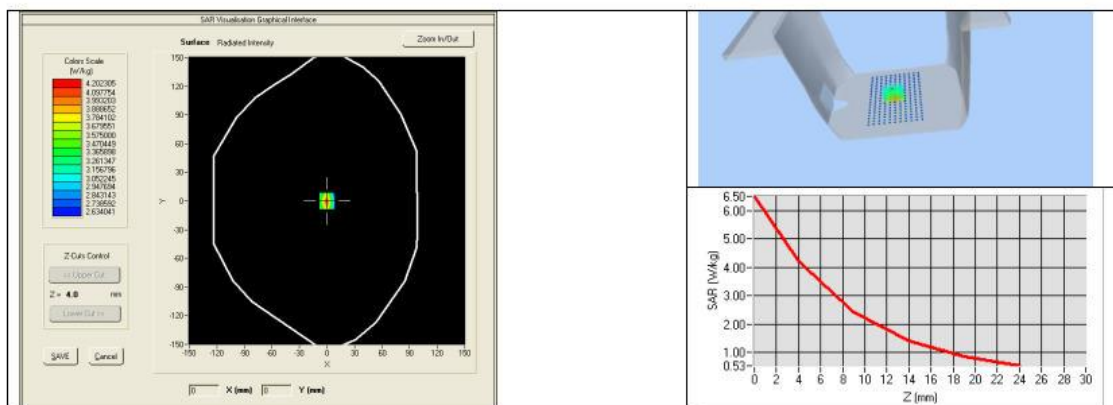 SAR Visualisation Graphical Interface
Surface Radiated Intensity
Zoom In/Out
Colors Scale
(W/kg)
4.202305
4.097754
3.993203
3.888652
3.784102
3.679551
3.575000
3.470449
3.365898
3.261347
3.156796
3.052245
2.947694
2.843143
2.738592
2.634041
Z-Cuts Control
<< Upper Cut
Z = 4.0 mm
Lower Cut >>
SAVE Cancel
150
120
90
60
30
0
-30
-60
-90
-120
-150
Y
-150 -120 -90 -60 -30 0 30 60 90 120 150
X
0 X (mm) 0 Y (mm)
6.50
6.00
5.00
4.00
3.00
2.00
1.00
0.53
SAR (W/kg)
0 2 4 6 8 10 12 14 16 18 20 22 24 26 28 30
Z (mm)